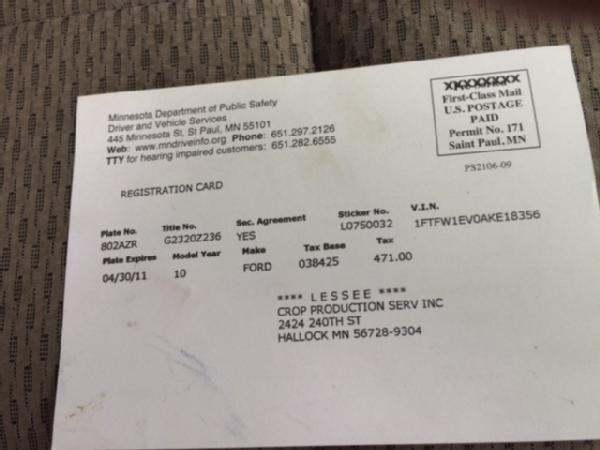 Minnesota Department of Public Safety
Driver and Vehicle Services
445 Minnesota St, St Paul, MN 55101
Web: www.mndriveinfo.org Phone: 651.297.2126
TTY for hearing impaired customers: 651.282.6555
First-Class Mail
U.S. POSTAGE
PAID
Permit No. 171
Saint Paul, MN
PS2106-09
REGISTRATION CARD
Plate No. Title No. Sec. Agreement Sticker No. V.I.N.
802AZR G2320Z236 YES L0750032 1FTFW1EV0AKE18356
Plate Expires Model Year Make Tax Base Tax
04/30/11 10 FORD 038425 471.00
**** LESSEE ****
CROP PRODUCTION SERV INC
2424 240TH ST
HALLOCK MN 56728-9304